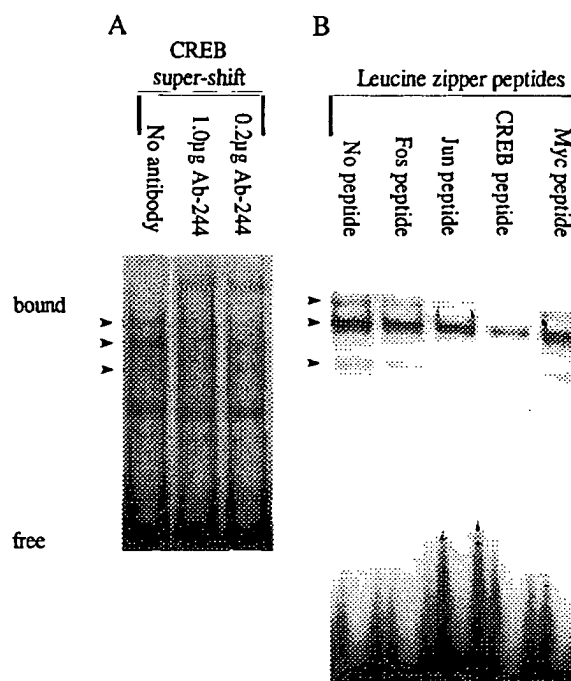 A
CREB
super-shift
No antibody
1.0µg Ab-244
0.2µg Ab-244
B
Leucine zipper peptides
No peptide
Fos peptide
Jun peptide
CREB peptide
Myc peptide
bound
free